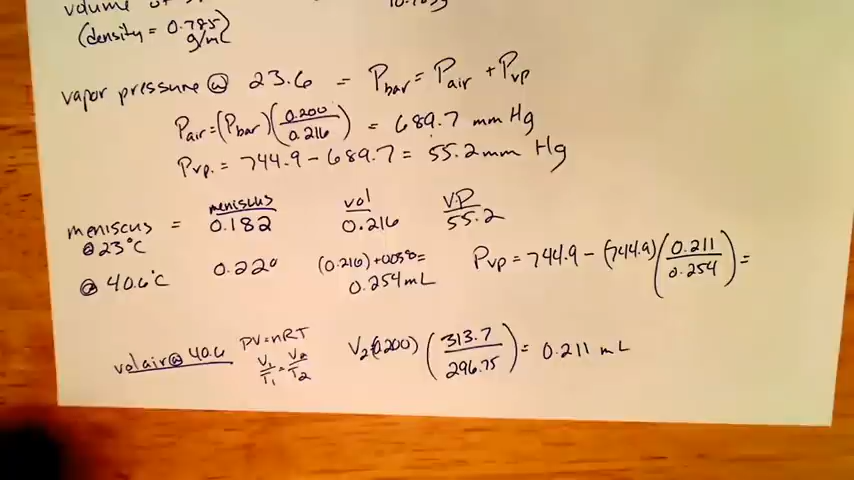 volume of
(density = 0.785 g/mL)
vapor pressure @ 23.6 = Pbar = Pair + Pvp
Pair = (Pbar)(0.200/0.216) = 689.7 mm Hg
Pvp. = 744.9 - 689.7 = 55.2 mm Hg
meniscus vol VP
meniscus @ 23°C = 0.182 0.216 55.2
@ 40.6°C 0.220 (0.216) + 0.038 = 0.254 mL Pvp = 744.9 - (744.9)(0.211/0.254) =
vol air @ 40.6 PV=nRT V2 = (0.200)(313.7/296.75) = 0.211 mL
V1/T1 = V2/T2